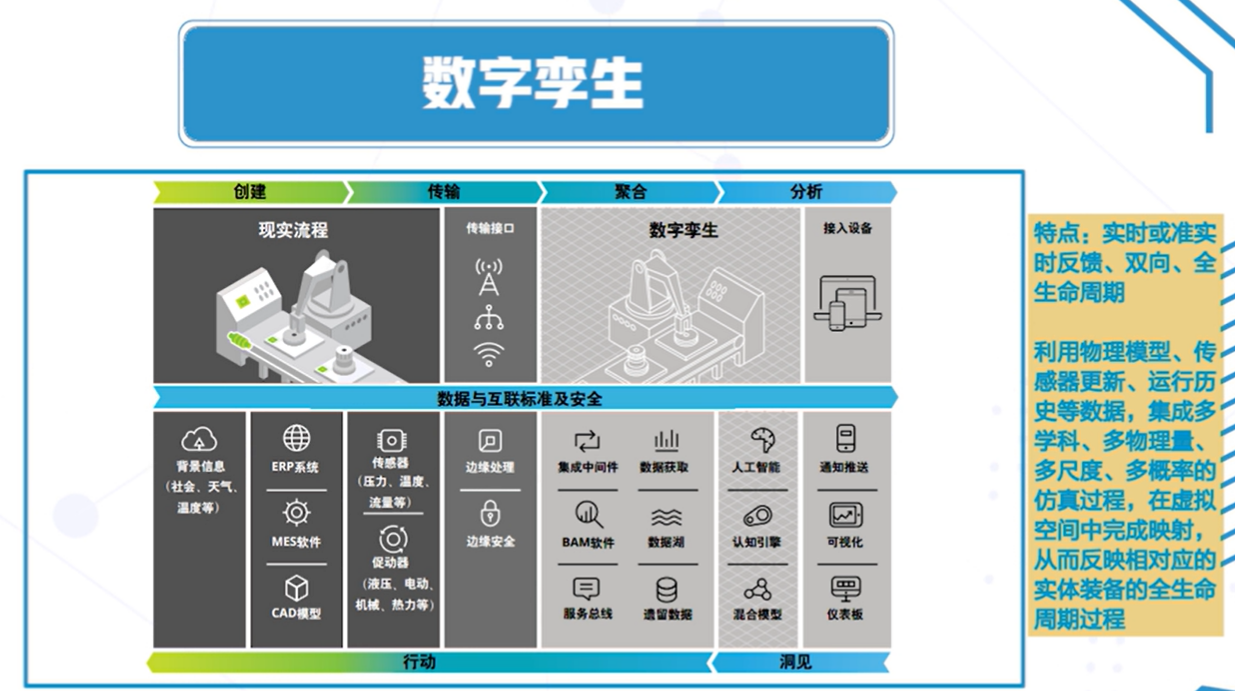 数字孪生
创建
传输
聚合
分析
现实流程
传输接口
数字孪生
接入设备
数据与互联标准及安全
背景信息
（社会、天气、
温度等）
ERP系统
MES软件
CAD模型
传感器
（压力、温度、
流量等）
促动器
（液压、电动、
机械、热力等）
边缘处理
边缘安全
集成中间件
数据获取
BAM软件
数据湖
服务总线
遗留数据
人工智能
认知引擎
混合模型
通知推送
可视化
仪表板
行动
洞见
特点：实时或准实
时反馈、双向、全
生命周期
利用物理模型、传
感器更新、运行历
史等数据，集成多
学科、多物理量、
多尺度、多概率的
仿真过程，在虚拟
空间中完成映射，
从而反映相对应的
实体装备的全生命
周期过程